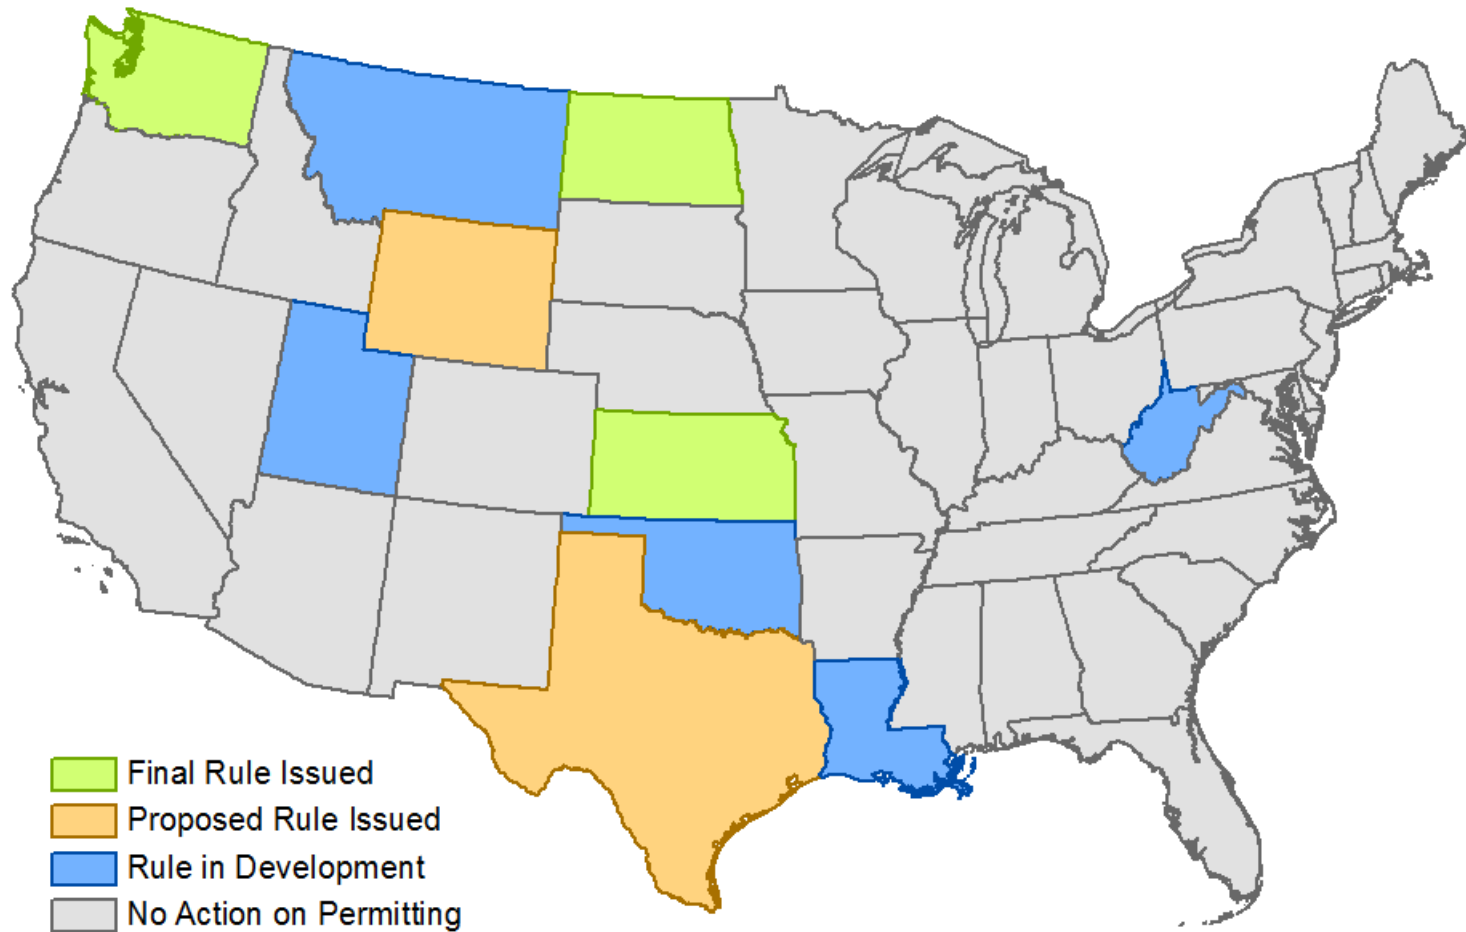 Final Rule Issued
Proposed Rule Issued
Rule in Development
No Action on Permitting